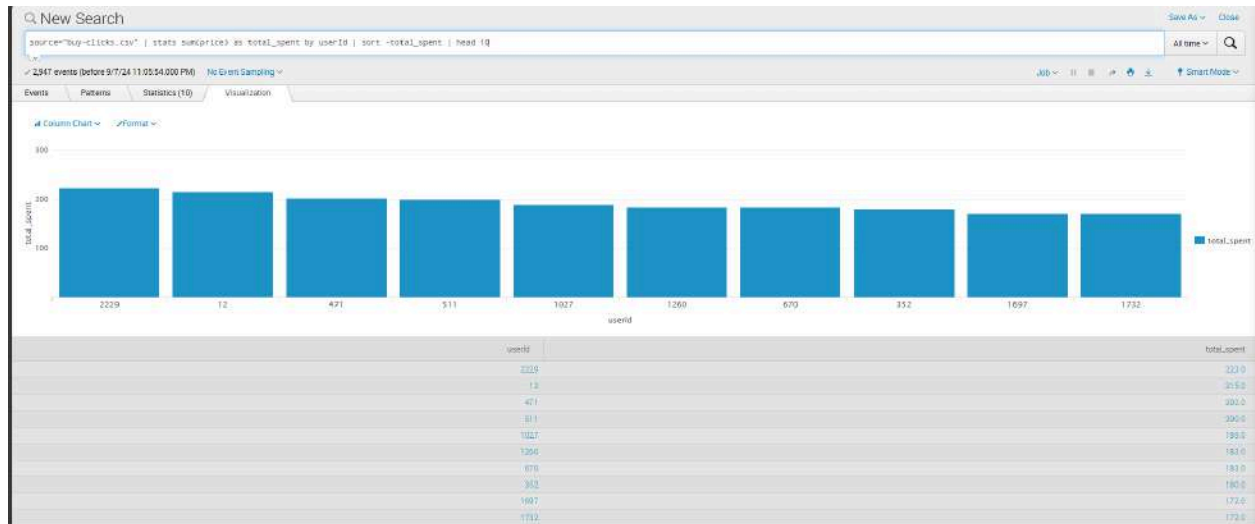 New Search
Save As Close
source="buy-clicks.csv" | stats sum(price) as total_spent by userId | sort -total_spent | head 10
All time
2,947 events (before 9/7/24 11:05:54.000 PM) No Event Sampling
Job Smart Mode
Events Patterns Statistics (10) Visualization
Column Chart Format
300
200
100
total_spent
2229 12 471 511 1027 1260 670 352 1697 1732
userId
total_spent
userId total_spent
2229 223.0
12 215.0
471
511
1027
1260 183.0
670 183.0
352 180.0
1697 172.0
1732 172.0